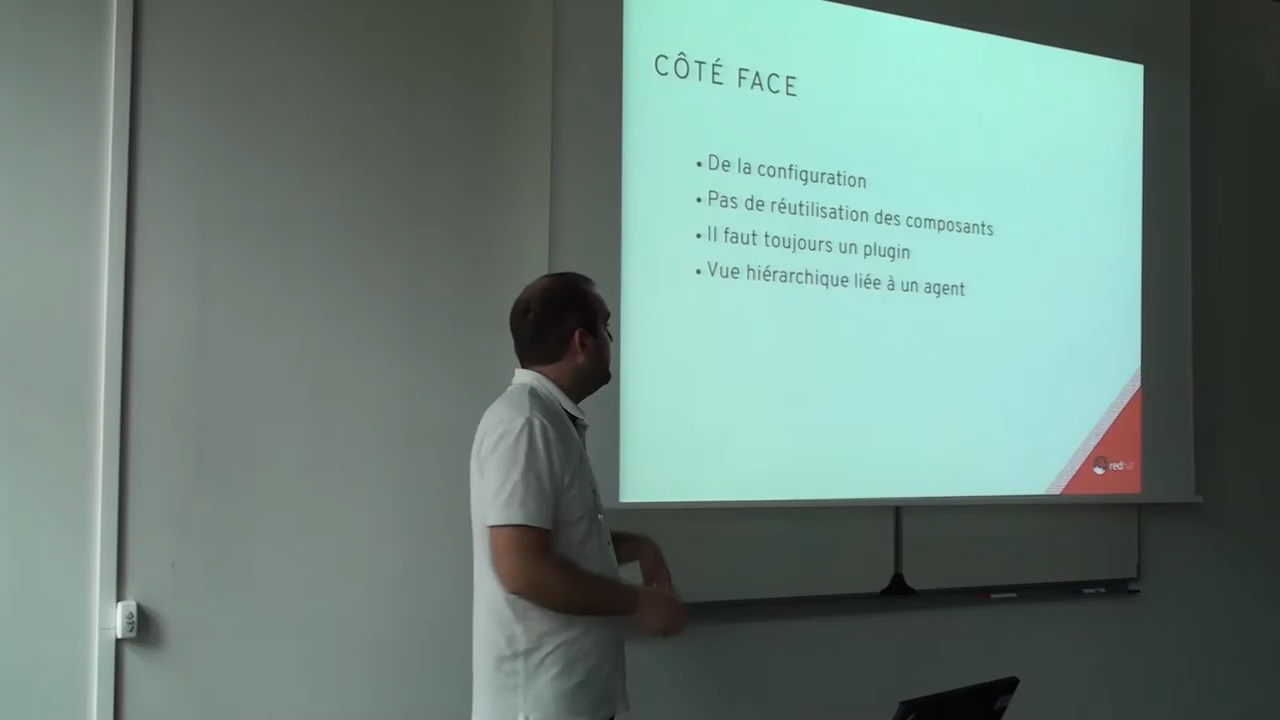 CÔTÉ FACE
• De la configuration
• Pas de réutilisation des composants
• Il faut toujours un plugin
• Vue hiérarchique liée à un agent
redhat